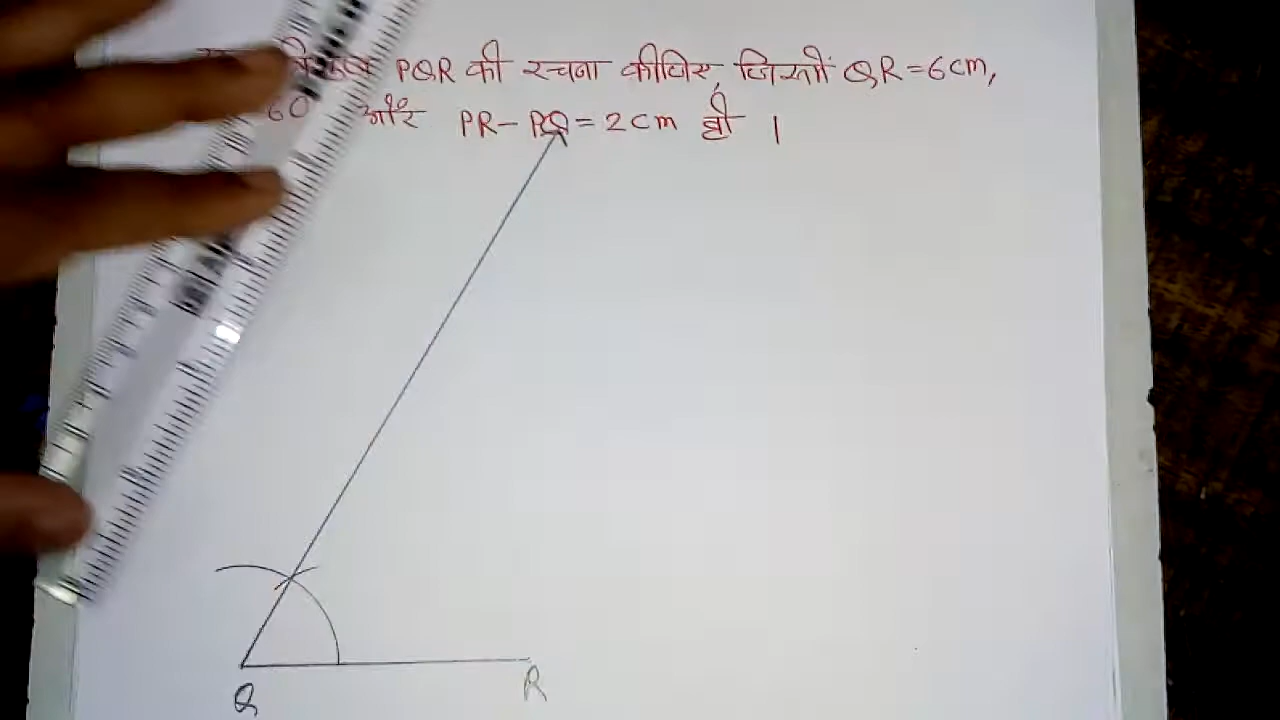 PQR की रचना कीजिए, जिसमें QR=6cm,
60 और PR-PQ=2cm हो ।
Q
R